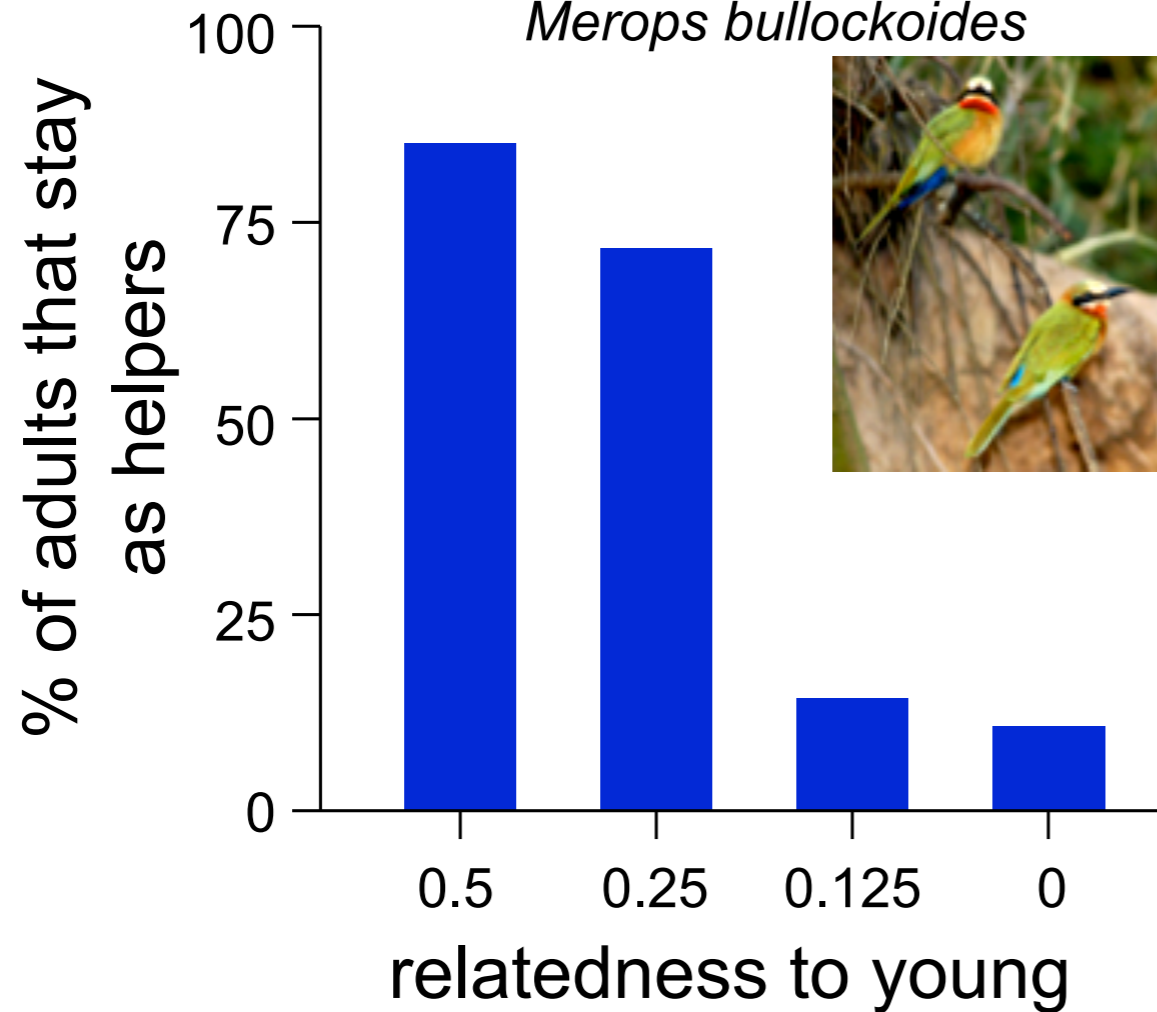 Merops bullockoides
% of adults that stay
as helpers
100
75
50
25
0
0.5 0.25 0.125 0
relatedness to young